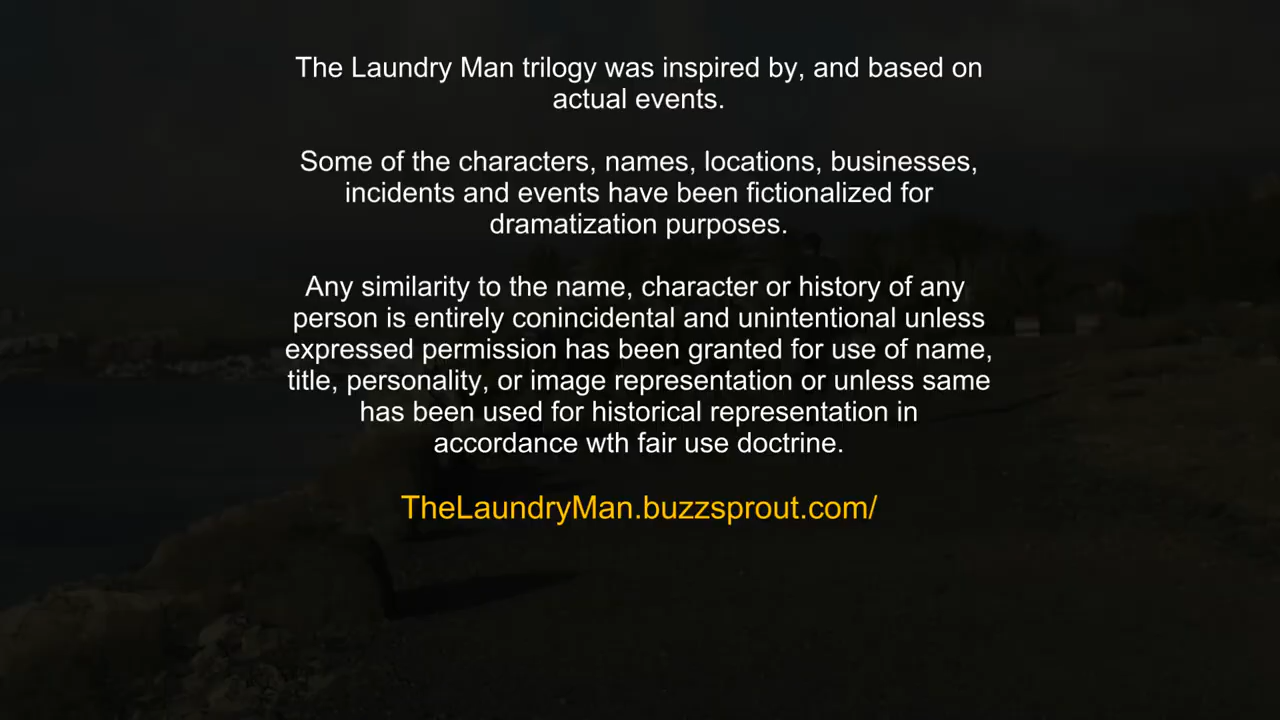 The Laundry Man trilogy was inspired by, and based on
actual events.
Some of the characters, names, locations, businesses,
incidents and events have been fictionalized for
dramatization purposes.
Any similarity to the name, character or history of any
person is entirely conincidental and unintentional unless
expressed permission has been granted for use of name,
title, personality, or image representation or unless same
has been used for historical representation in
accordance wth fair use doctrine.
TheLaundryMan.buzzsprout.com/